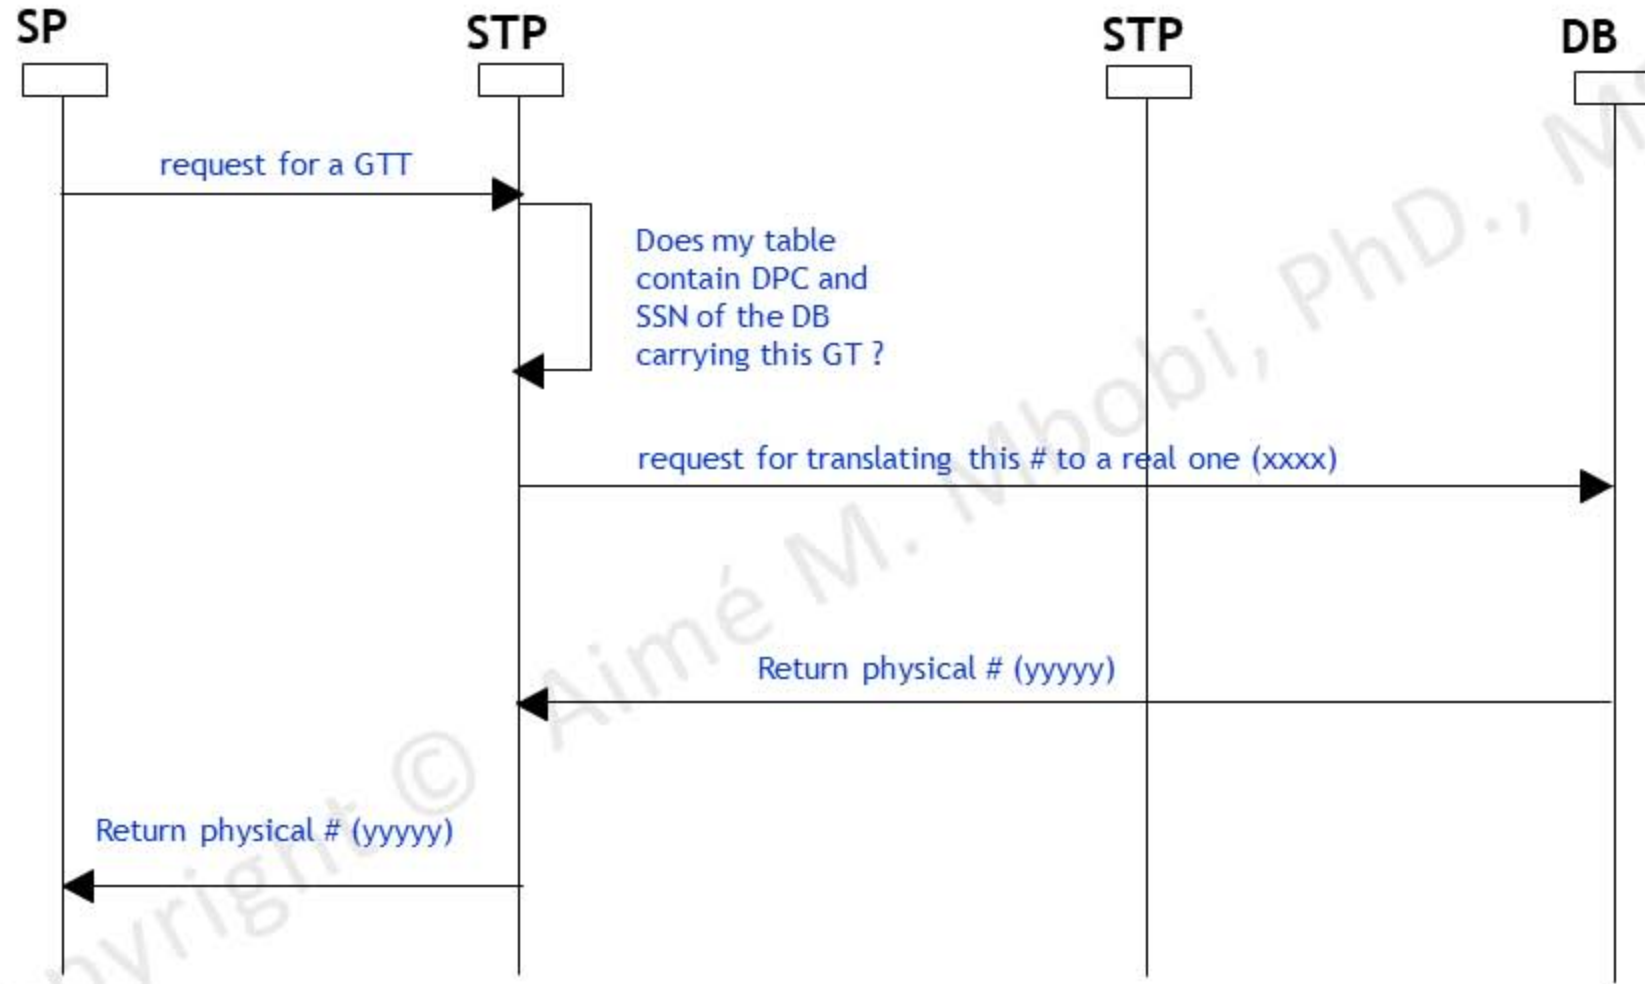 SP
STP
STP
DB
request for a GTT
Does my table
contain DPC and
SSN of the DB
carrying this GT ?
request for translating this # to a real one (xxxx)
Return physical # (yyyyy)
Return physical # (yyyyy)
pyright © Aimé M. Mbobi, PhD., M